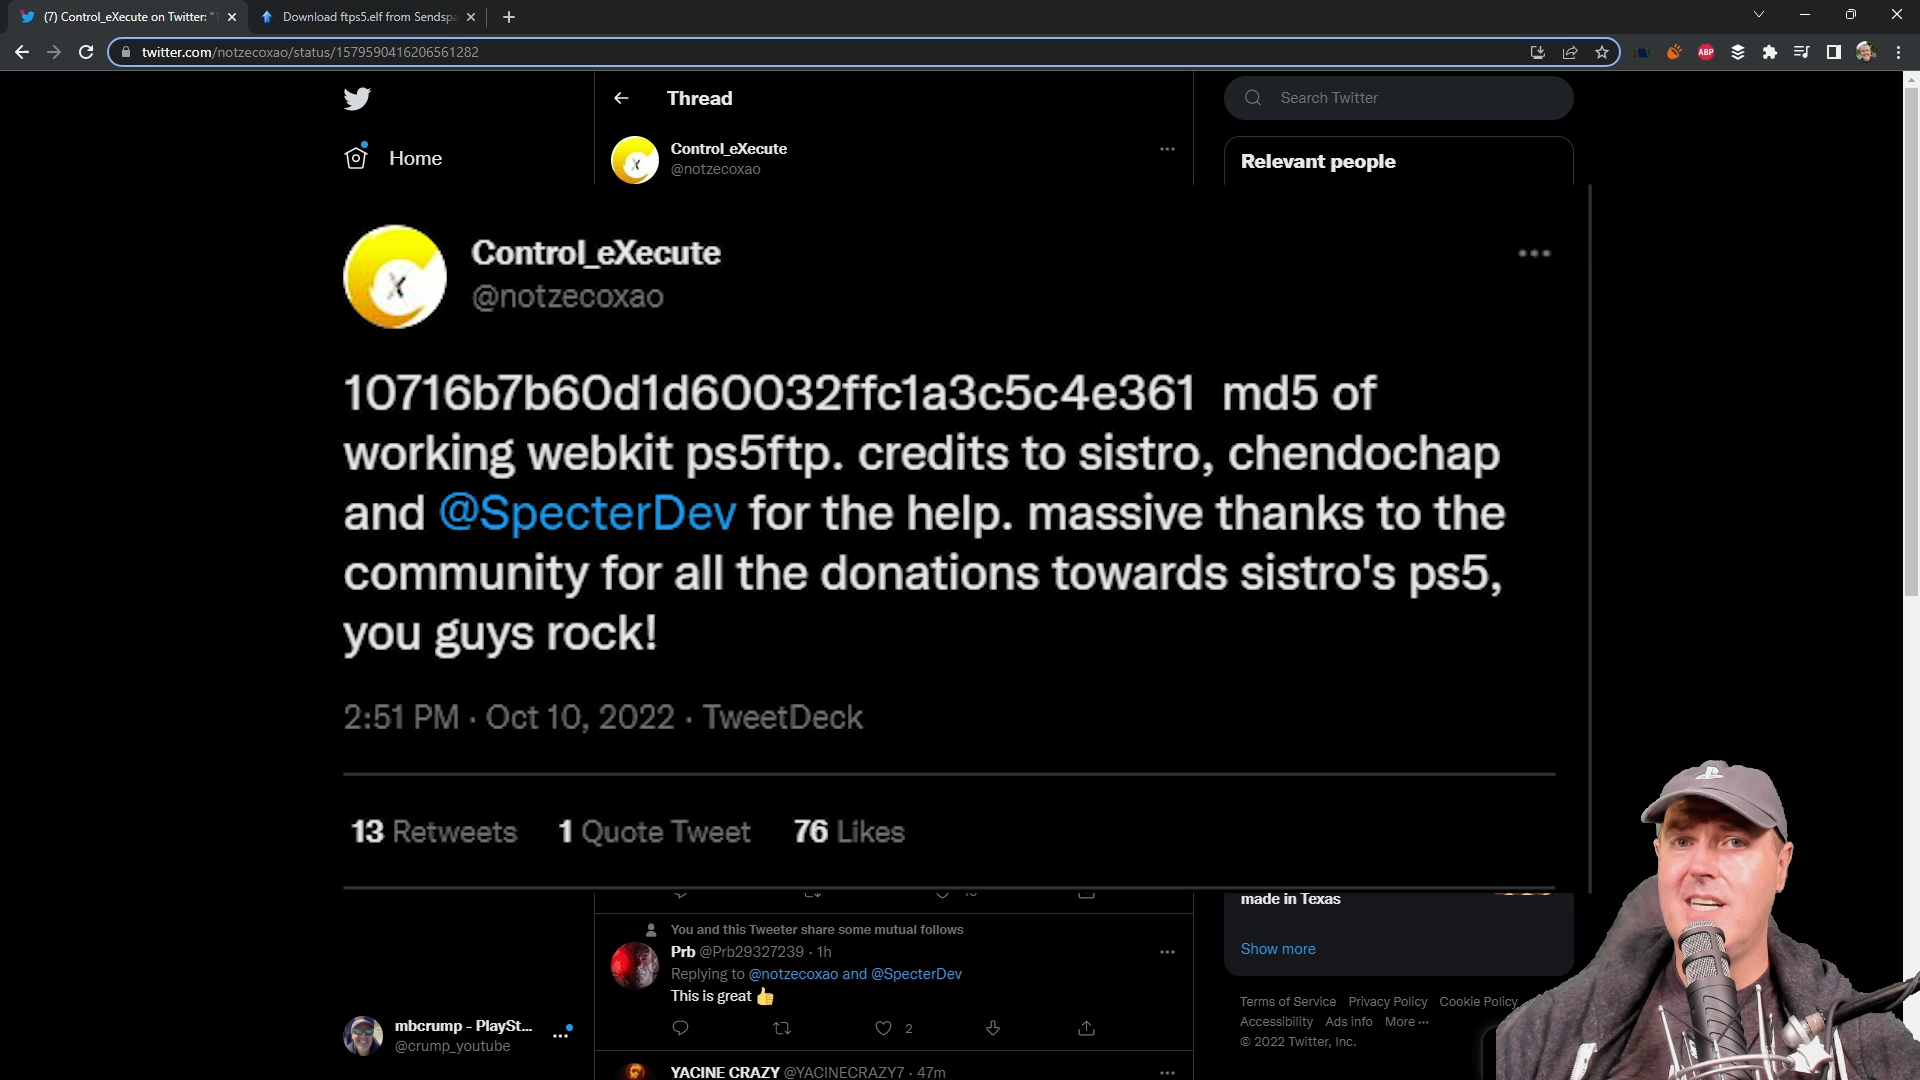 (7) Control_eXecute on Twitter: "1
Download ftps5.elf from Sendspa
twitter.com/notzecoxao/status/1579590416206561282
ABP
Home
Thread
Control_eXecute
@notzecoxao
Search Twitter
Relevant people
Control_eXecute
@notzecoxao
10716b7b60d1d60032ffc1a3c5c4e361 md5 of
working webkit ps5ftp. credits to sistro, chendochap
and @SpecterDev for the help. massive thanks to the
community for all the donations towards sistro's ps5,
you guys rock!
2:51 PM · Oct 10, 2022 · TweetDeck
13 Retweets 1 Quote Tweet 76 Likes
You and this Tweeter share some mutual follows
Prb @Prb29327239 · 1h
Replying to @notzecoxao and @SpecterDev
This is great 👍
2
YACINE CRAZY @YACINECRAZY7 · 47m
mbcrump - PlaySt...
@crump_youtube
made in Texas
Show more
Terms of Service Privacy Policy Cookie Policy
Accessibility Ads info More ···
© 2022 Twitter, Inc.